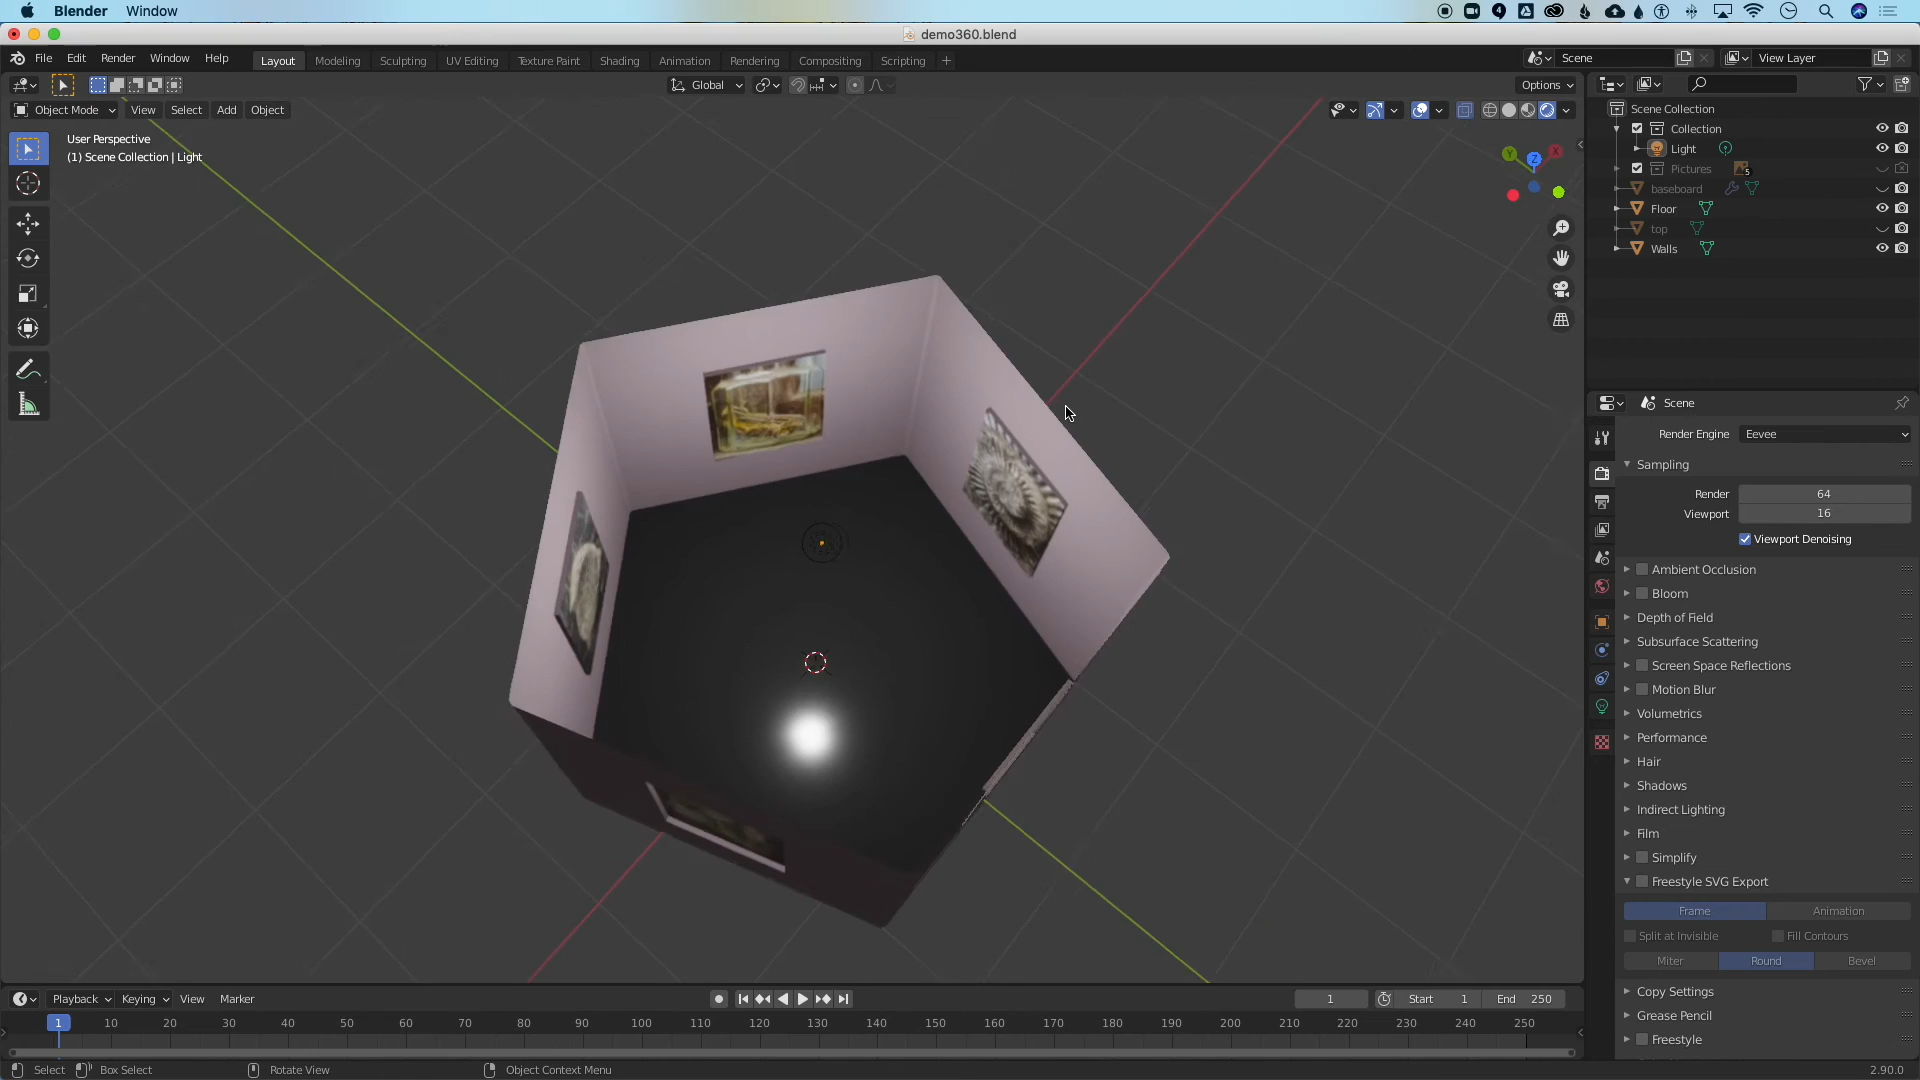 Blender Window
4
demo360.blend
File Edit Render Window Help
Layout Modeling Sculpting UV Editing Texture Paint Shading Animation Rendering Compositing Scripting +
Scene View Layer
Global
Options
Object Mode View Select Add Object
User Perspective
(1) Scene Collection | Light
Y Z X
Scene Collection
Collection
Light
Pictures 5
baseboard
Floor
top
Walls
Scene
Render Engine Eevee
Sampling
Render 64
Viewport 16
Viewport Denoising
Ambient Occlusion
Bloom
Depth of Field
Subsurface Scattering
Screen Space Reflections
Motion Blur
Volumetrics
Performance
Hair
Shadows
Indirect Lighting
Film
Simplify
Freestyle SVG Export
Frame Animation
Split at Invisible Fill Contours
Miter Round Bevel
Copy Settings
Grease Pencil
Freestyle
Playback Keying View Marker
1 Start 1 End 250
1 10 20 30 40 50 60 70 80 90 100 110 120 130 140 150 160 170 180 190 200 210 220 230 240 250
Select Box Select Rotate View Object Context Menu 2.90.0